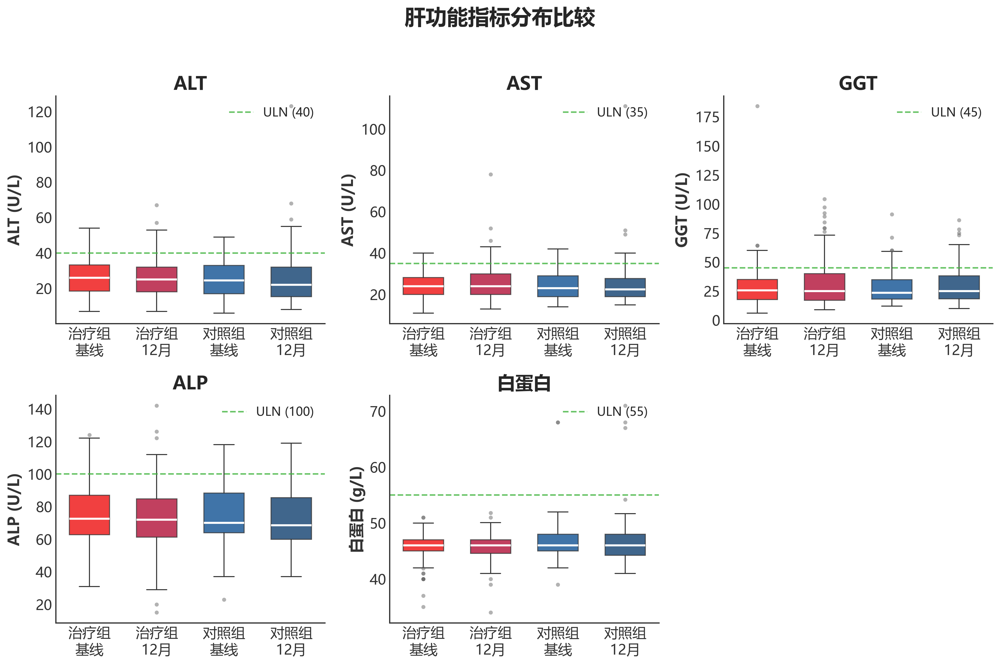 肝功能指标分布比较
ALT
ULN (40)
ALT (U/L)
120
100
80
60
40
20
治疗组
基线
治疗组
12月
对照组
基线
对照组
12月
AST
ULN (35)
AST (U/L)
100
80
60
40
20
治疗组
基线
治疗组
12月
对照组
基线
对照组
12月
GGT
ULN (45)
GGT (U/L)
175
150
125
100
75
50
25
0
治疗组
基线
治疗组
12月
对照组
基线
对照组
12月
ALP
ULN (100)
ALP (U/L)
140
120
100
80
60
40
20
治疗组
基线
治疗组
12月
对照组
基线
对照组
12月
白蛋白
ULN (55)
白蛋白 (g/L)
70
60
50
40
治疗组
基线
治疗组
12月
对照组
基线
对照组
12月